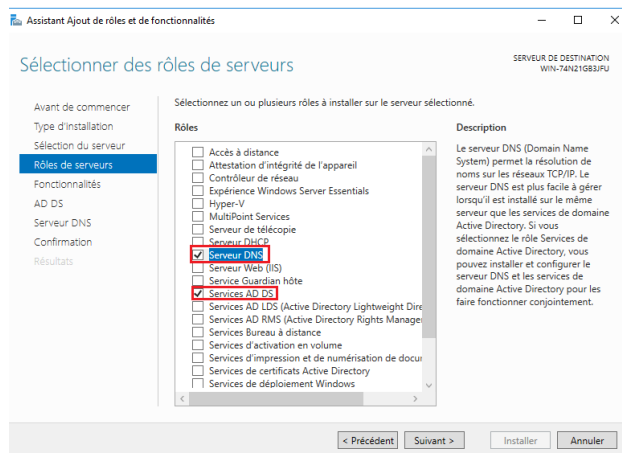 Assistant Ajout de rôles et de fonctionnalités
Sélectionner des rôles de serveurs
SERVEUR DE DESTINATION
WIN-74N21GB3JFU
Avant de commencer
Type d'installation
Sélection du serveur
Rôles de serveurs
Fonctionnalités
AD DS
Serveur DNS
Confirmation
Résultats
Sélectionnez un ou plusieurs rôles à installer sur le serveur sélectionné.
Rôles
Accès à distance
Attestation d'intégrité de l'appareil
Contrôleur de réseau
Expérience Windows Server Essentials
Hyper-V
MultiPoint Services
Serveur de télécopie
Serveur DHCP
Serveur DNS
Serveur Web (IIS)
Service Guardian hôte
Services AD DS
Services AD LDS (Active Directory Lightweight Dire
Services AD RMS (Active Directory Rights Manage
Services Bureau à distance
Services d'activation en volume
Services d'impression et de numérisation de docu
Services de certificats Active Directory
Services de déploiement Windows
Description
Le serveur DNS (Domain Name
System) permet la résolution de
noms sur les réseaux TCP/IP. Le
serveur DNS est plus facile à gérer
lorsqu'il est installé sur le même
serveur que les services de domaine
Active Directory. Si vous
sélectionnez le rôle Services de
domaine Active Directory, vous
pouvez installer et configurer le
serveur DNS et les services de
domaine Active Directory pour les
faire fonctionner conjointement.
< Précédent
Suivant >
Installer
Annuler